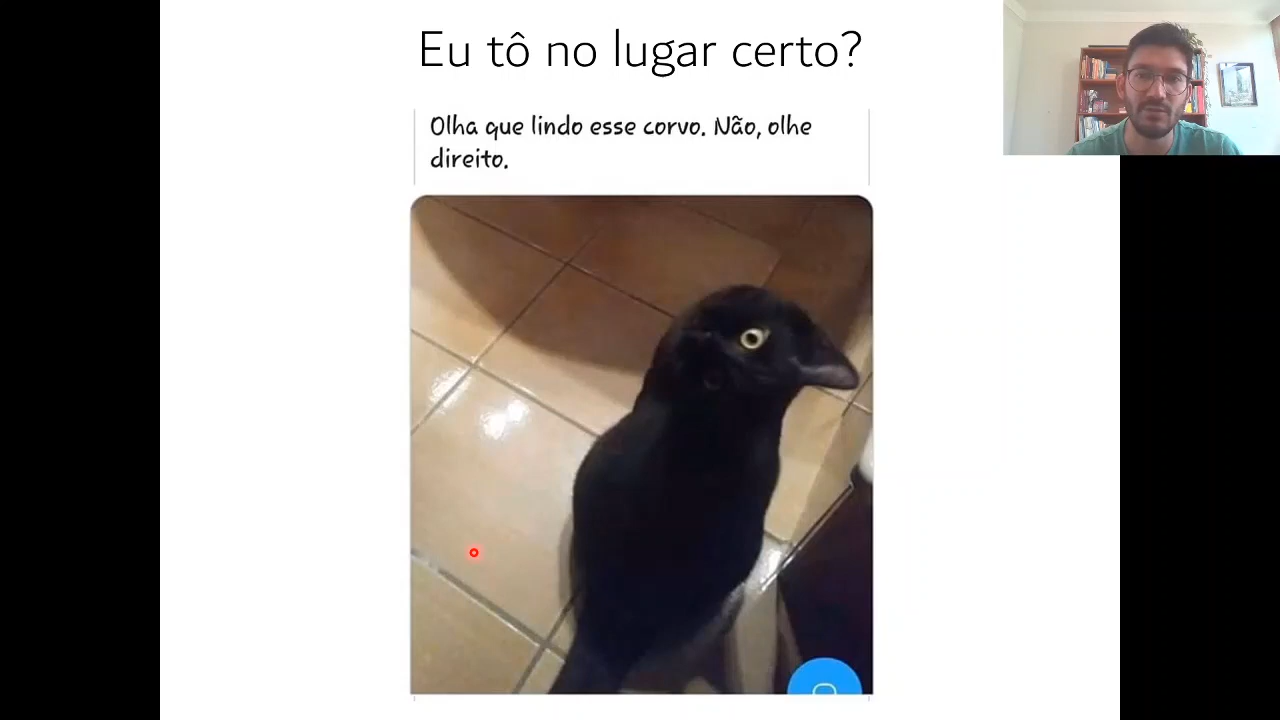 Eu tô no lugar certo?
Olha que lindo esse corvo. Não, olhe
direito.